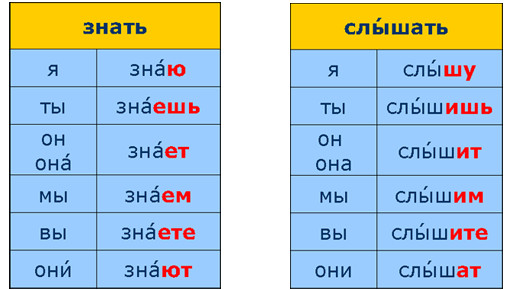 знать
я зна́ю
ты зна́ешь
он
она́
зна́ет
мы зна́ем
вы зна́ете
они́ зна́ют
слы́шать
я слы́шу
ты слы́шишь
он
она
слы́шит
мы слы́шим
вы слы́шите
они слы́шат